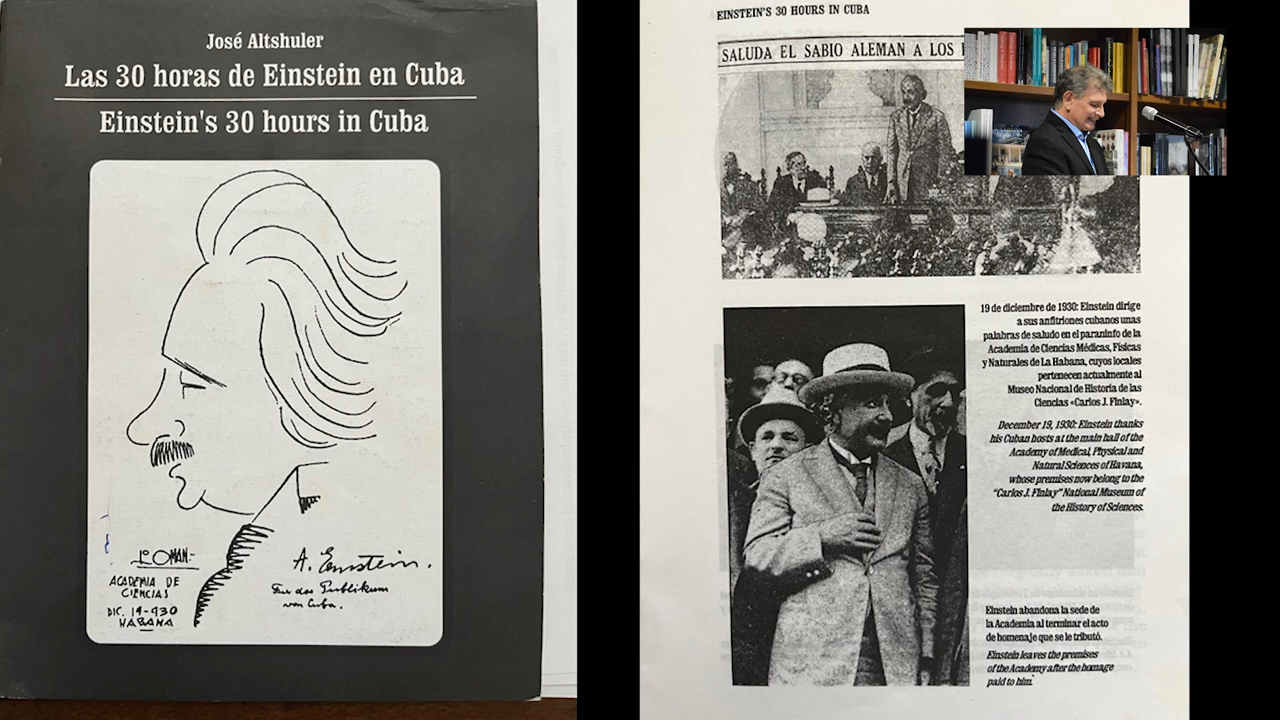 José Altshuler
Las 30 horas de Einstein en Cuba
Einstein's 30 hours in Cuba
ACADEMIA DE
CIENCIAS
DIC. 19-930
HABANA
A. Einstein.
Für das Publikum
von Cuba.
EINSTEIN'S 30 HOURS IN CUBA
SALUDA EL SABIO ALEMAN A LOS
19 de diciembre de 1930: Einstein dirige
a sus anfitriones cubanos unas
palabras de saludo en el paraninfo de la
Academia de Ciencias Médicas, Físicas
y Naturales de La Habana, cuyos locales
pertenecen actualmente al
Museo Nacional de Historia de las
Ciencias «Carlos J. Finlay».
December 19, 1930: Einstein thanks
his Cuban hosts at the main hall of the
Academy of Medical, Physical and
Natural Sciences of Havana,
whose premises now belong to the
"Carlos J. Finlay" National Museum of
the History of Sciences.
Einstein abandona la sede de
la Academia al terminar el acto
de homenaje que se le tributó.
Einstein leaves the premises
of the Academy after the homage
paid to him.